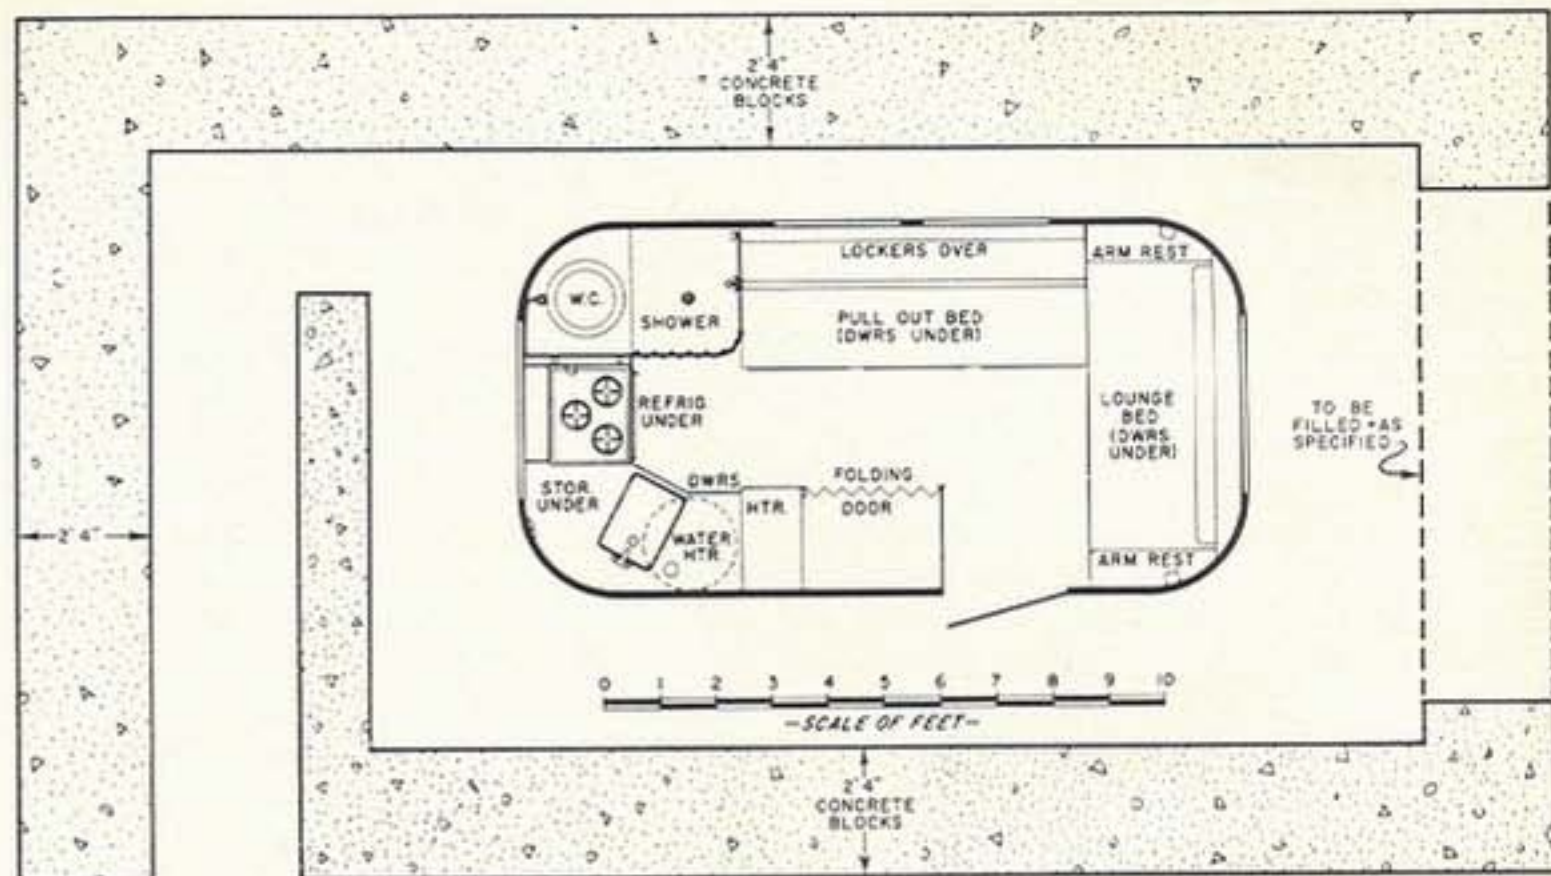 2'4"
CONCRETE
BLOCKS
LOCKERS OVER
ARM REST
W.C.
SHOWER
PULL OUT BED
(DWRS UNDER)
REFRIG.
UNDER
LOUNGE
BED
(DWRS
UNDER)
TO BE
FILLED AS
SPECIFIED
STOR.
UNDER
DWRS
FOLDING
DOOR
HTR.
WATER
HTR.
2'4"
ARM REST
0 1 2 3 4 5 6 7 8 9 10
—SCALE OF FEET—
2'4"
CONCRETE
BLOCKS